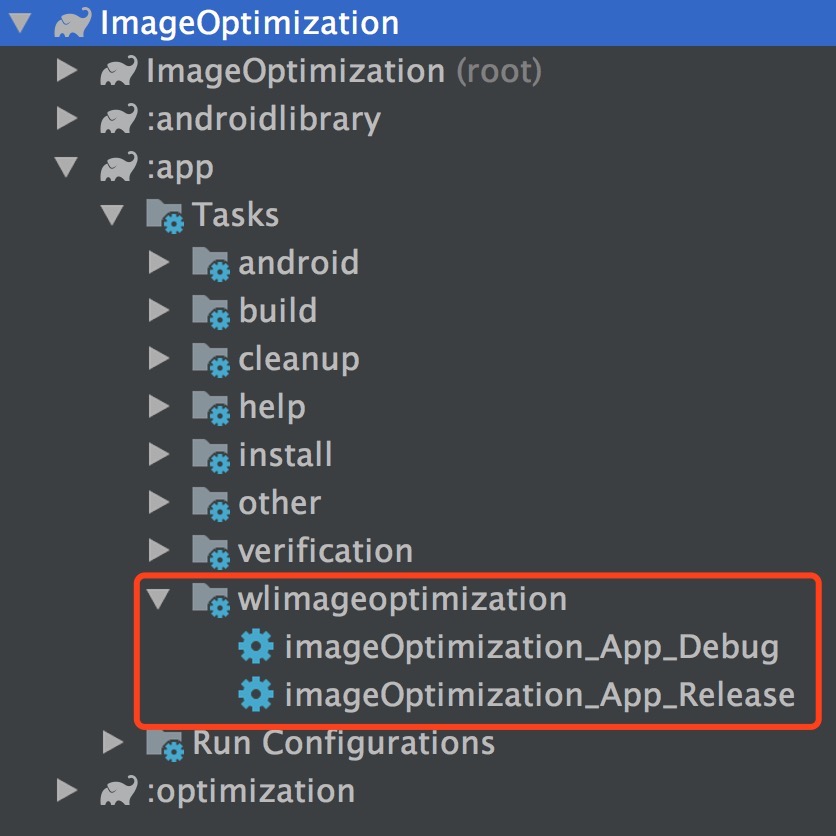 ImageOptimization
ImageOptimization (root)
:androidlibrary
:app
Tasks
android
build
cleanup
help
install
other
verification
wlimageoptimization
imageOptimization_App_Debug
imageOptimization_App_Release
Run Configurations
:optimization